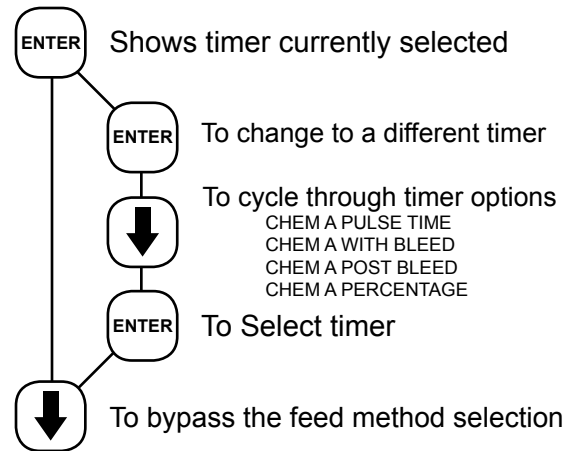 ENTER Shows timer currently selected
ENTER To change to a different timer
To cycle through timer options
CHEM A PULSE TIME
CHEM A WITH BLEED
CHEM A POST BLEED
CHEM A PERCENTAGE
ENTER To Select timer
To bypass the feed method selection